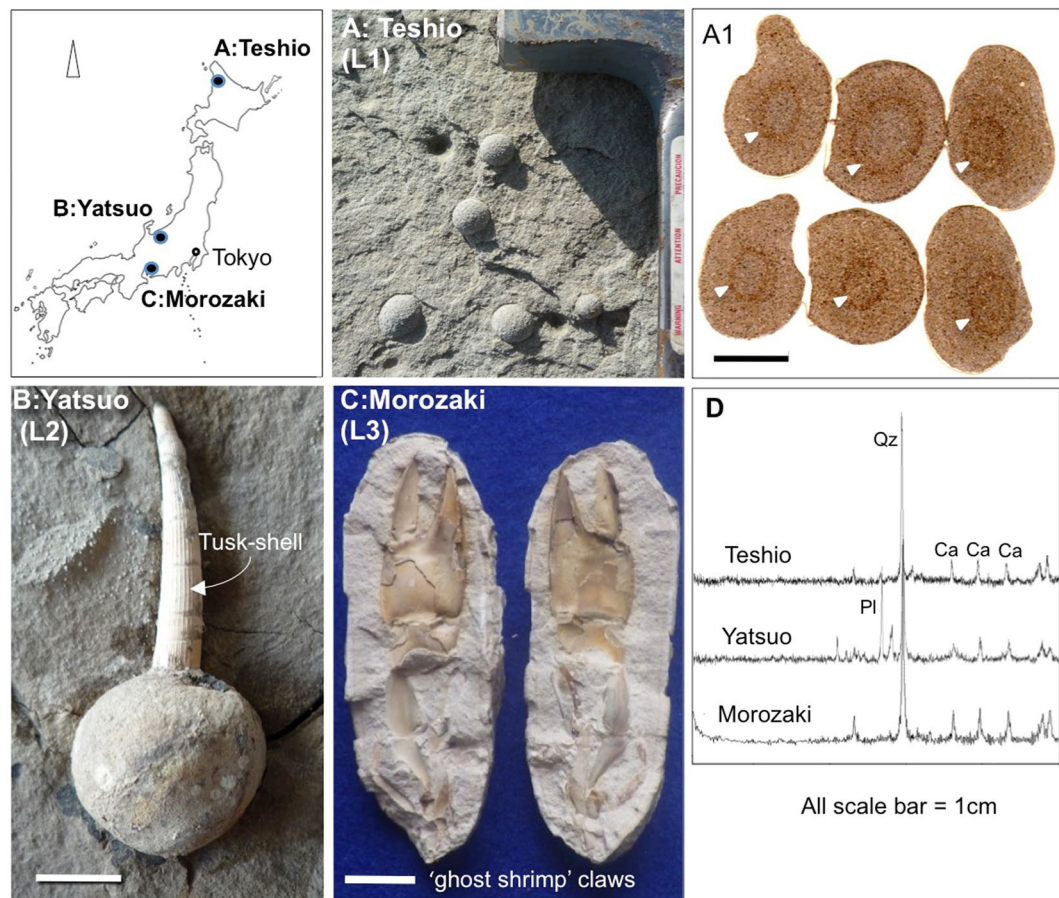 A:Teshio
B:Yatsuo
Tokyo
C:Morozaki
A: Teshio
(L1)
PRECAUCION
ATTENTION
WARNING
A1
B:Yatsuo
(L2)
Tusk-shell
C:Morozaki
(L3)
'ghost shrimp' claws
D
Qz
Teshio
Ca Ca Ca
Pl
Yatsuo
Morozaki
All scale bar = 1cm